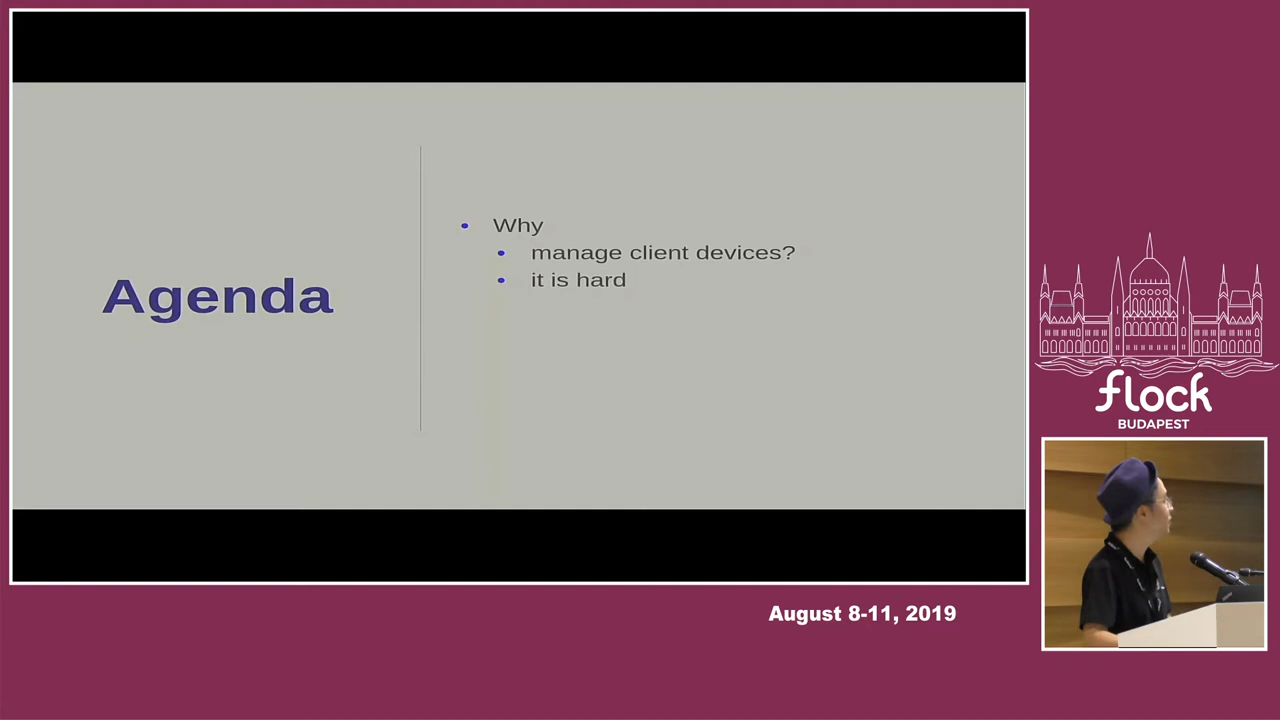 Agenda
Why
manage client devices?
it is hard
flock
BUDAPEST
August 8-11, 2019